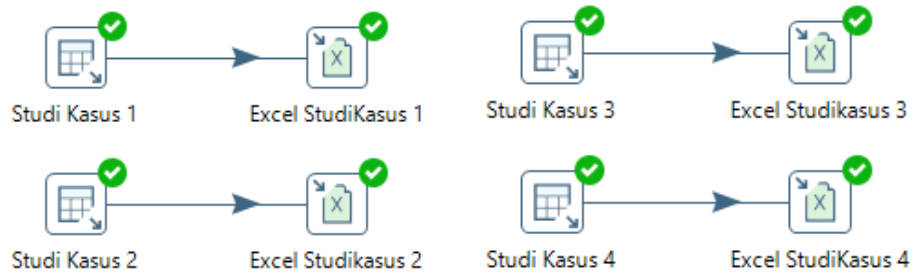 Studi Kasus 1
Excel StudiKasus 1
Studi Kasus 3
Excel Studikasus 3
Studi Kasus 2
Excel Studikasus 2
Studi Kasus 4
Excel StudiKasus 4